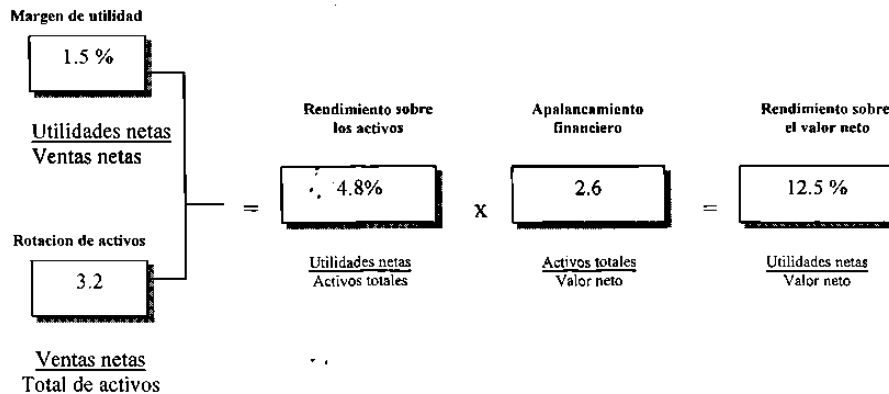 Margen de utilidad
1.5 %
Utilidades netas
Ventas netas
Rotacion de activos
3.2
Ventas netas
Total de activos
=
Rendimiento sobre
los activos
4.8%
Utilidades netas
Activos totales
x
Apalancamiento
financiero
2.6
Activos totales
Valor neto
=
Rendimiento sobre
el valor neto
12.5 %
Utilidades netas
Valor neto